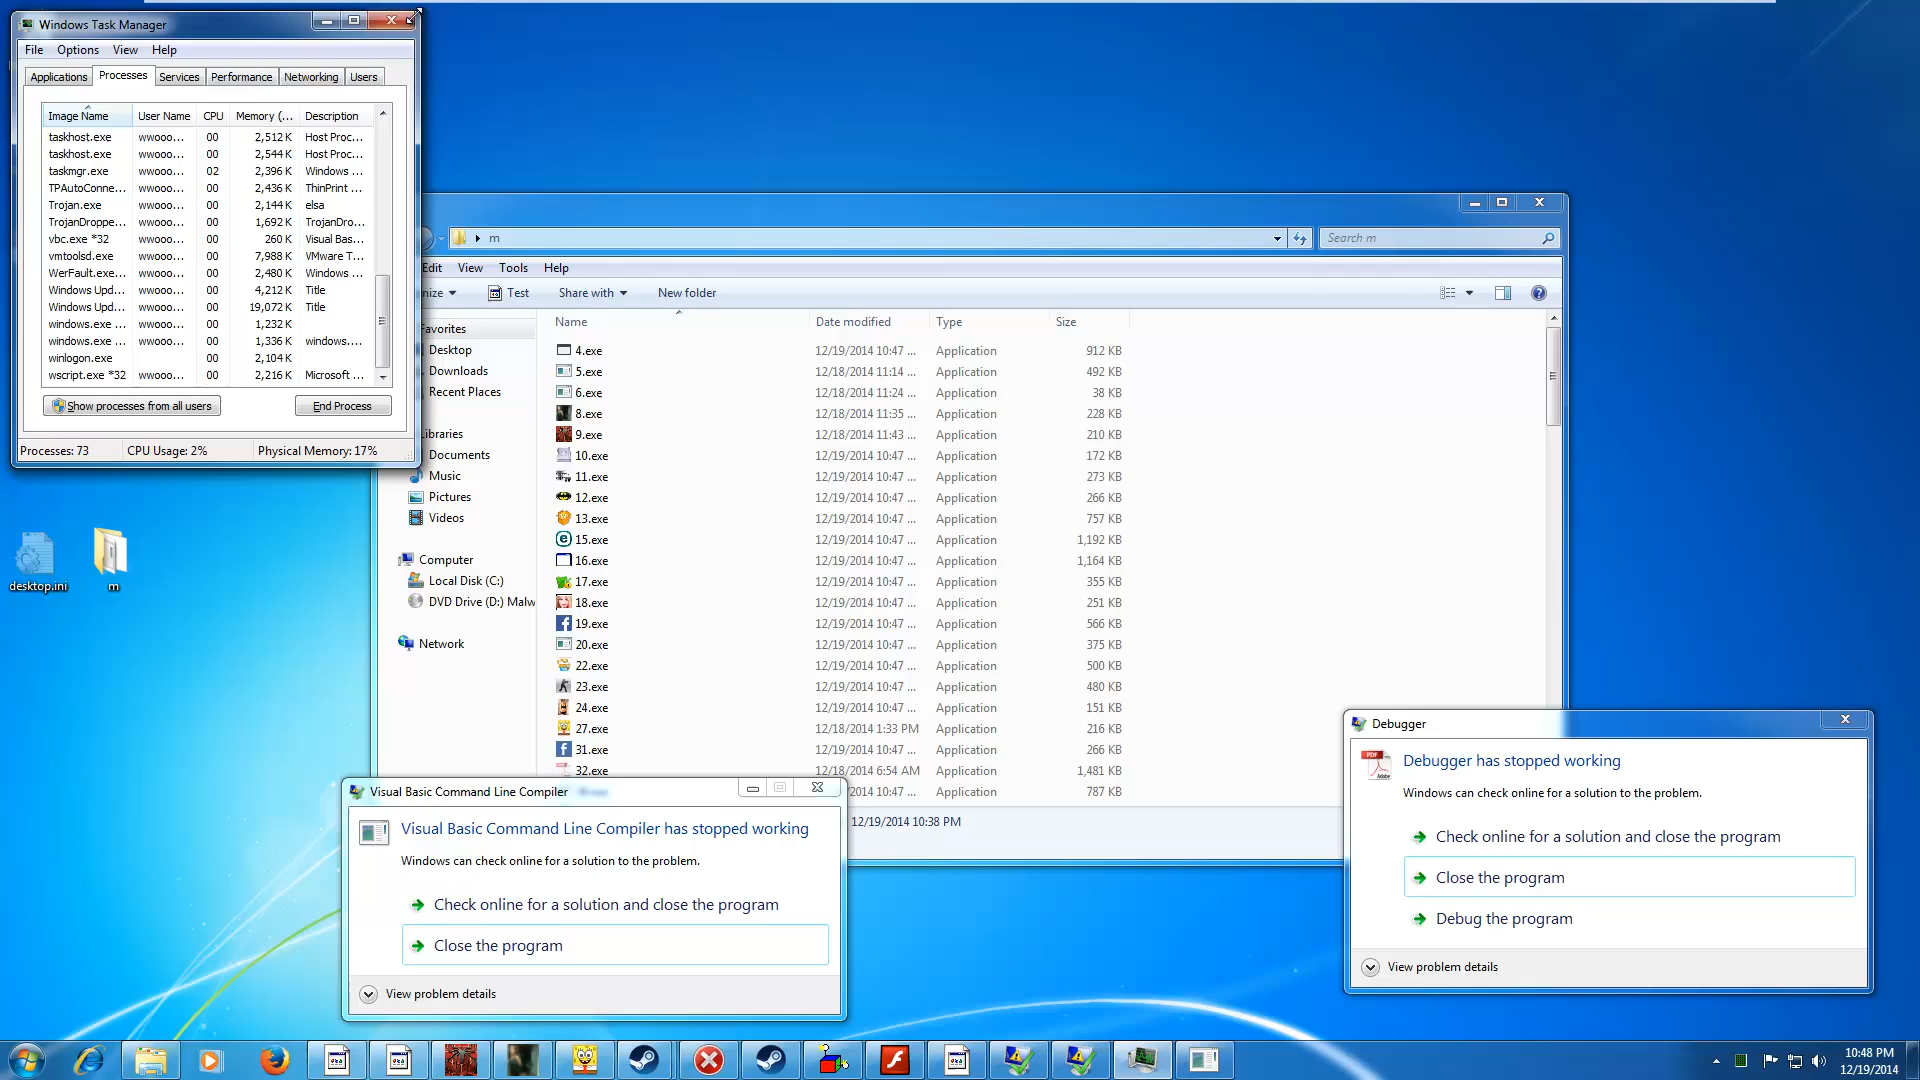 Windows Task Manager
File Options View Help
Applications Processes Services Performance Networking Users
Image Name User Name CPU Memory (... Description
taskhost.exe wwooo... 00 2,512 K Host Proc...
taskhost.exe wwooo... 00 2,544 K Host Proc...
taskmgr.exe wwooo... 02 2,396 K Windows ...
TPAutoConne... wwooo... 00 2,436 K ThinPrint ...
Trojan.exe wwooo... 00 2,144 K elsa
TrojanDroppe... wwooo... 00 1,692 K TrojanDro...
vbc.exe *32 wwooo... 00 260 K Visual Bas...
vmtoolsd.exe wwooo... 00 7,988 K VMware T...
WerFault.exe... wwooo... 00 2,480 K Windows ...
Windows Upd... wwooo... 00 4,212 K Title
Windows Upd... wwooo... 00 19,072 K Title
windows.exe ... wwooo... 00 1,232 K
windows.exe ... wwooo... 00 1,336 K windows....
winlogon.exe 00 2,104 K
wscript.exe *32 wwooo... 00 2,216 K Microsoft ...
Show processes from all users End Process
Processes: 73 CPU Usage: 2% Physical Memory: 17%
m Search m
Edit View Tools Help
nize Test Share with New folder
Name Date modified Type Size
Favorites
Desktop
Downloads
Recent Places
Libraries
Documents
Music
Pictures
Videos
Computer
Local Disk (C:)
DVD Drive (D:) Malw
Network
4.exe 12/19/2014 10:47 ... Application 912 KB
5.exe 12/18/2014 11:14 ... Application 492 KB
6.exe 12/18/2014 11:24 ... Application 38 KB
8.exe 12/18/2014 11:35 ... Application 228 KB
9.exe 12/18/2014 11:43 ... Application 210 KB
10.exe 12/19/2014 10:47 ... Application 172 KB
11.exe 12/19/2014 10:47 ... Application 273 KB
12.exe 12/19/2014 10:47 ... Application 266 KB
13.exe 12/19/2014 10:47 ... Application 757 KB
15.exe 12/19/2014 10:47 ... Application 1,192 KB
16.exe 12/19/2014 10:47 ... Application 1,164 KB
17.exe 12/19/2014 10:47 ... Application 355 KB
18.exe 12/19/2014 10:47 ... Application 251 KB
19.exe 12/19/2014 10:47 ... Application 566 KB
20.exe 12/19/2014 10:47 ... Application 375 KB
22.exe 12/19/2014 10:47 ... Application 500 KB
23.exe 12/19/2014 10:47 ... Application 480 KB
24.exe 12/19/2014 10:47 ... Application 151 KB
27.exe 12/18/2014 1:33 PM Application 216 KB
31.exe 12/19/2014 10:47 ... Application 266 KB
32.exe 12/18/2014 6:54 AM Application 1,481 KB
/2014 10:47 ... Application 787 KB
12/19/2014 10:38 PM
desktop.ini
m
Visual Basic Command Line Compiler
Visual Basic Command Line Compiler has stopped working
Windows can check online for a solution to the problem.
Check online for a solution and close the program
Close the program
View problem details
Debugger
PDF
Adobe
Debugger has stopped working
Windows can check online for a solution to the problem.
Check online for a solution and close the program
Close the program
Debug the program
View problem details
10:48 PM
12/19/2014